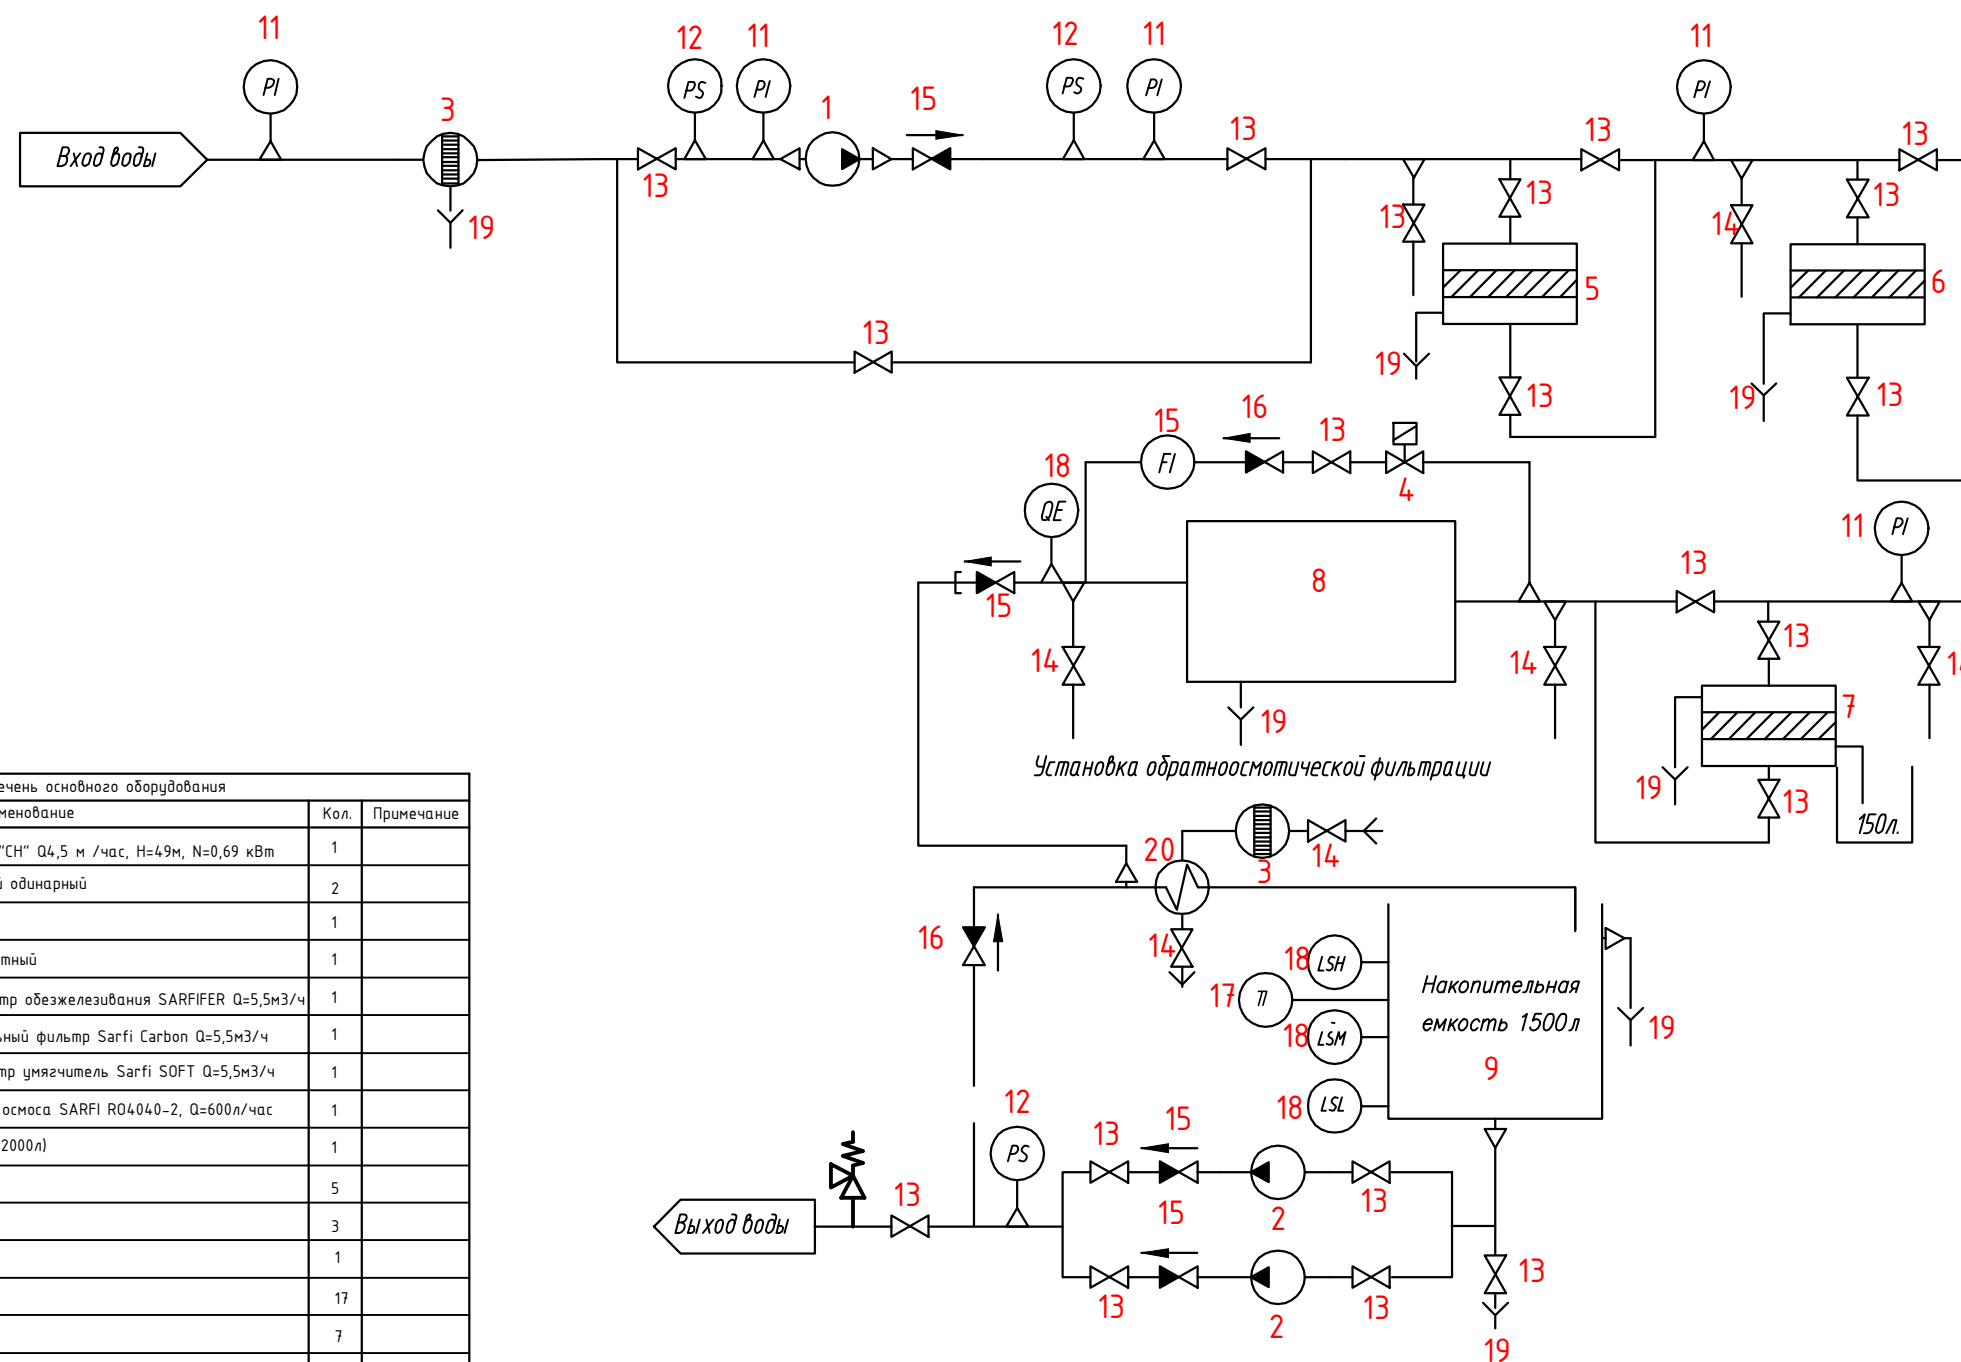 11
12
11
12
11
11
PI
PS
PI
PS
PI
PI
3
1
15
13
13
13
Вход воды
13
13
13
13
14
13
19
5
6
13
19
13
19
13
15
16
13
18
FI
4
QE
11
PI
15
8
13
13
14
14
14
19
7
Установка обратноосмотической фильтрации
19
13
150л.
20
3
14
16
14
18
LSH
17
TI
18
LSM
18
LSL
Накопительная
емкость 1500л
9
19
12
PS
13
15
13
15
13
2
Выход воды
13
13
2
13
19
ечень основного оборудования
менование Кол. Примечание
"СН" Q4,5 м /час, H=49м, N=0,69 кВт 1
й одинарный 2
1
тный 1
тр обезжелезивания SARFIFER Q=5,5м3/ч 1
ьный фильтр Sarfi Carbon Q=5,5м3/ч 1
тр умягчитель Sarfi SOFT Q=5,5м3/ч 1
осмоса SARFI RO4040-2, Q=600л/час 1
2000л) 1
5
3
1
17
7